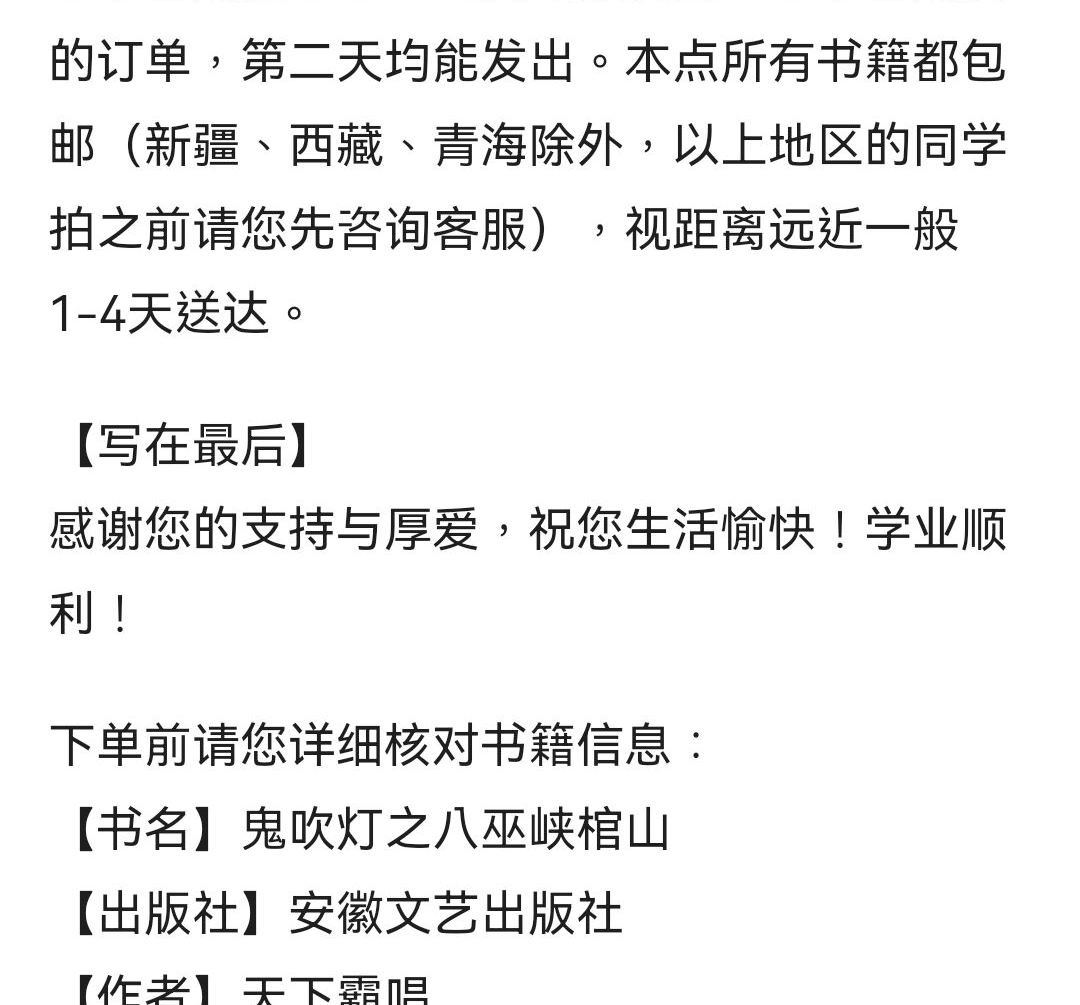 的订单，第二天均能发出。本点所有书籍都包
邮（新疆、西藏、青海除外，以上地区的同学
拍之前请您先咨询客服），视距离远近一般
1-4天送达。
【写在最后】
感谢您的支持与厚爱，祝您生活愉快！学业顺
利！
下单前请您详细核对书籍信息：
【书名】鬼吹灯之八巫峡棺山
【出版社】安徽文艺出版社
【作者】天下霸唱